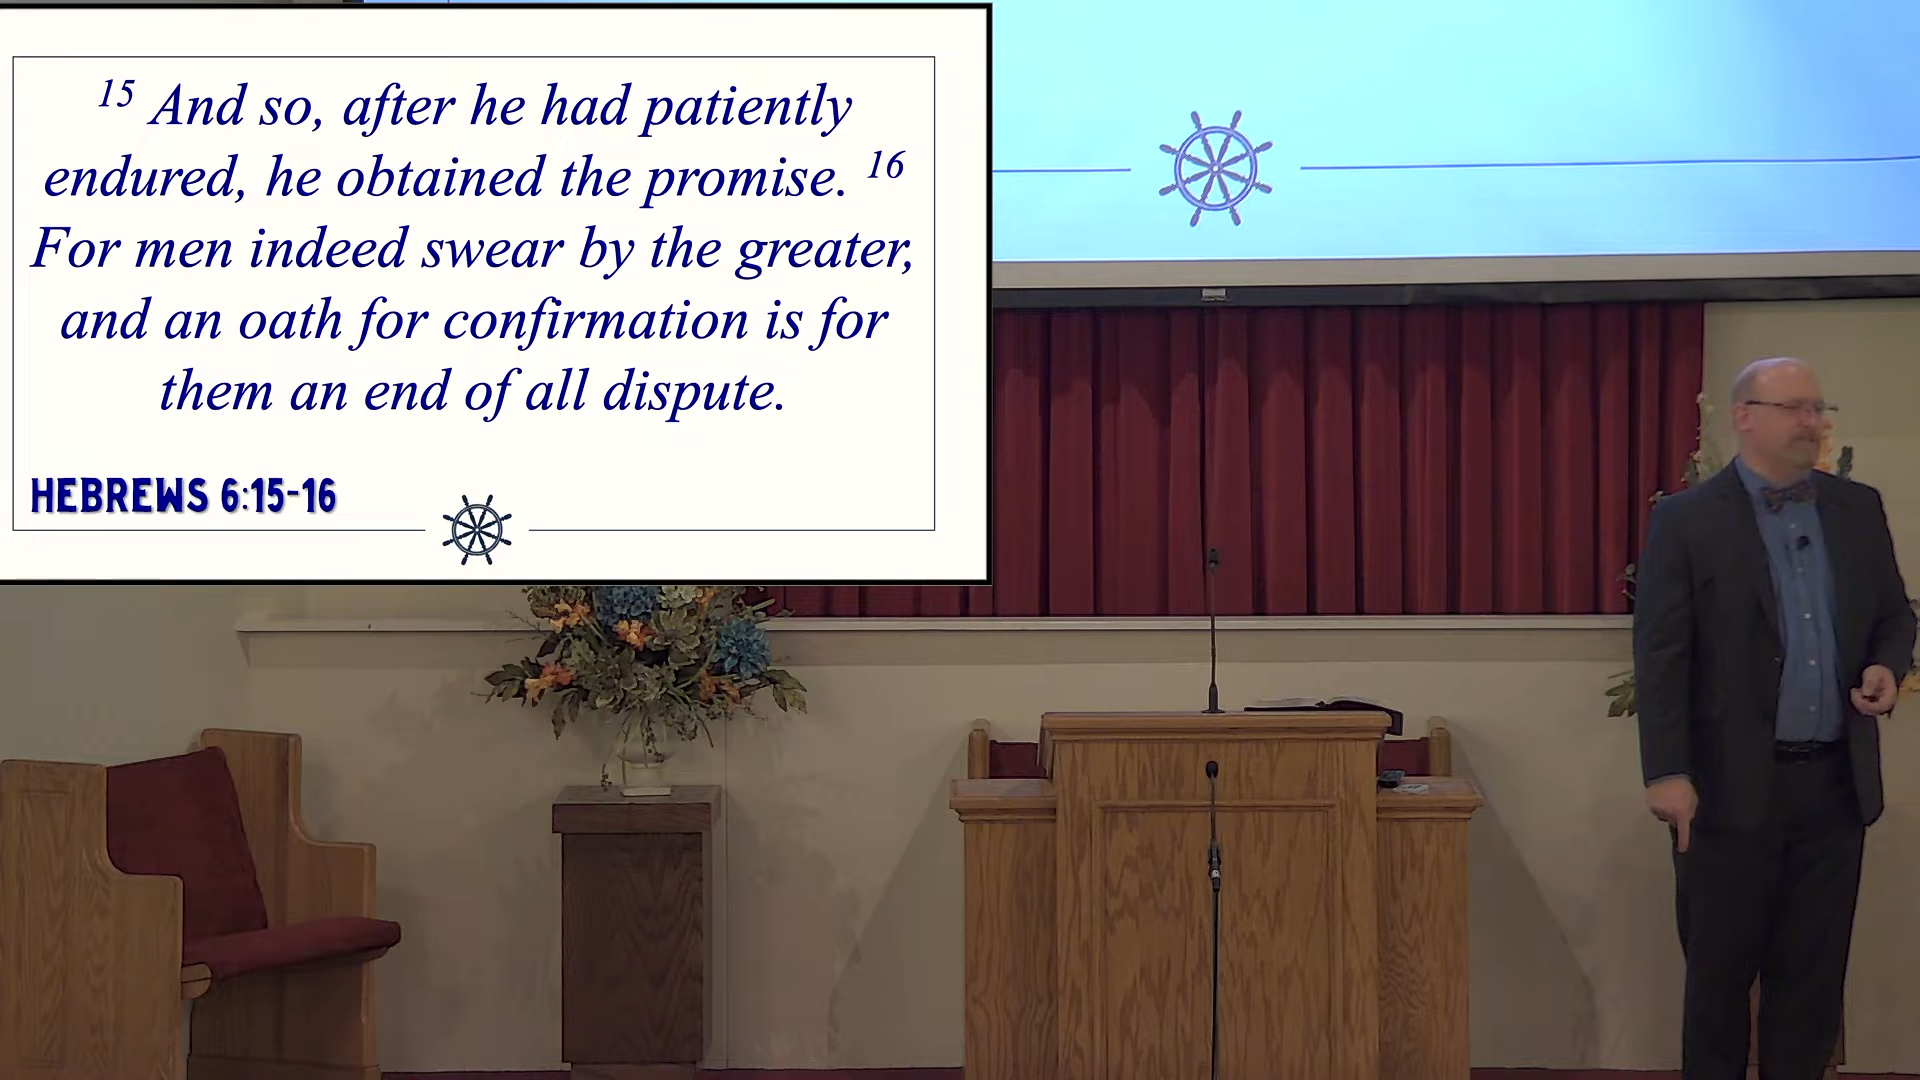 15 And so, after he had patiently
endured, he obtained the promise. 16
For men indeed swear by the greater,
and an oath for confirmation is for
them an end of all dispute.
HEBREWS 6:15-16